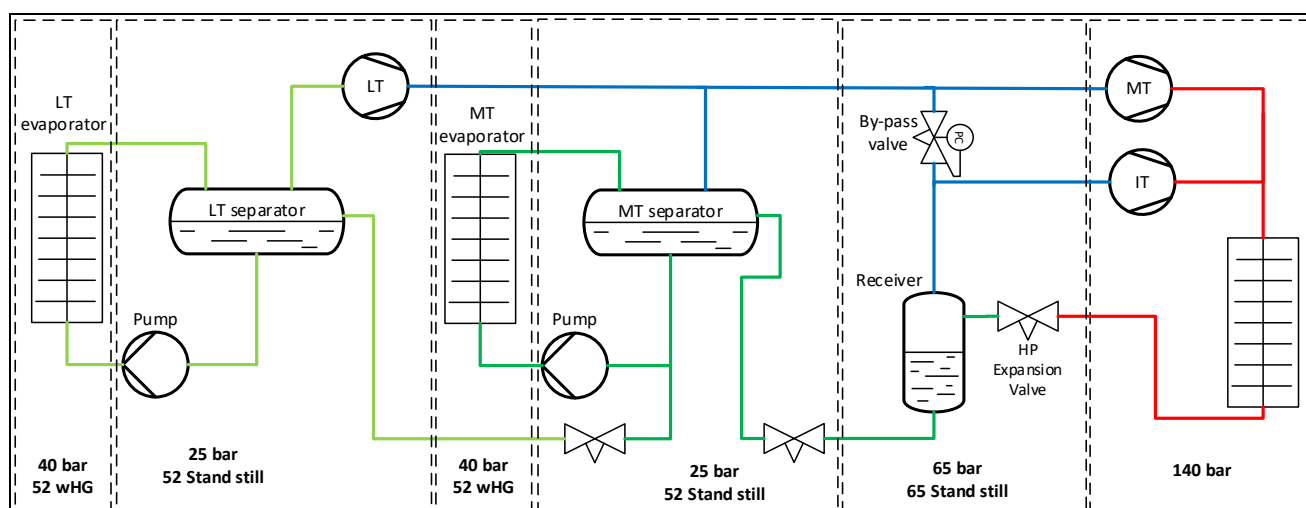 LT
evaporator
LT
LT separator
Pump
40 bar
52 wHG
25 bar
52 Stand still
MT
evaporator
MT separator
Pump
40 bar
52 wHG
25 bar
52 Stand still
By-pass
valve
PC
Receiver
HP
Expansion
Valve
65 bar
65 Stand still
MT
IT
140 bar